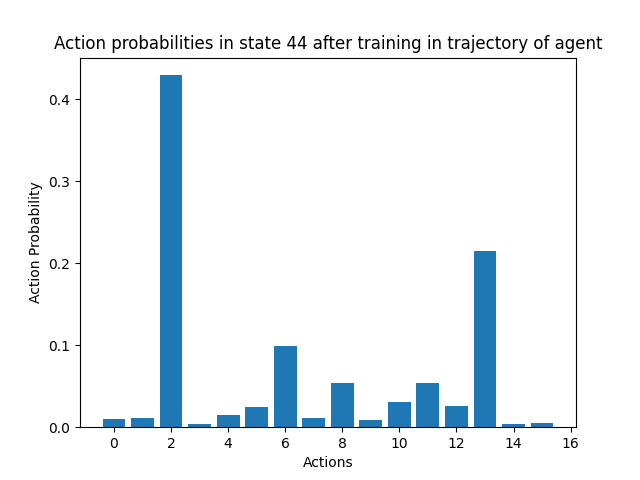 Action probabilities in state 44 after training in trajectory of agent
Action Probability
0.4
0.3
0.2
0.1
0.0
0 2 4 6 8 10 12 14 16
Actions